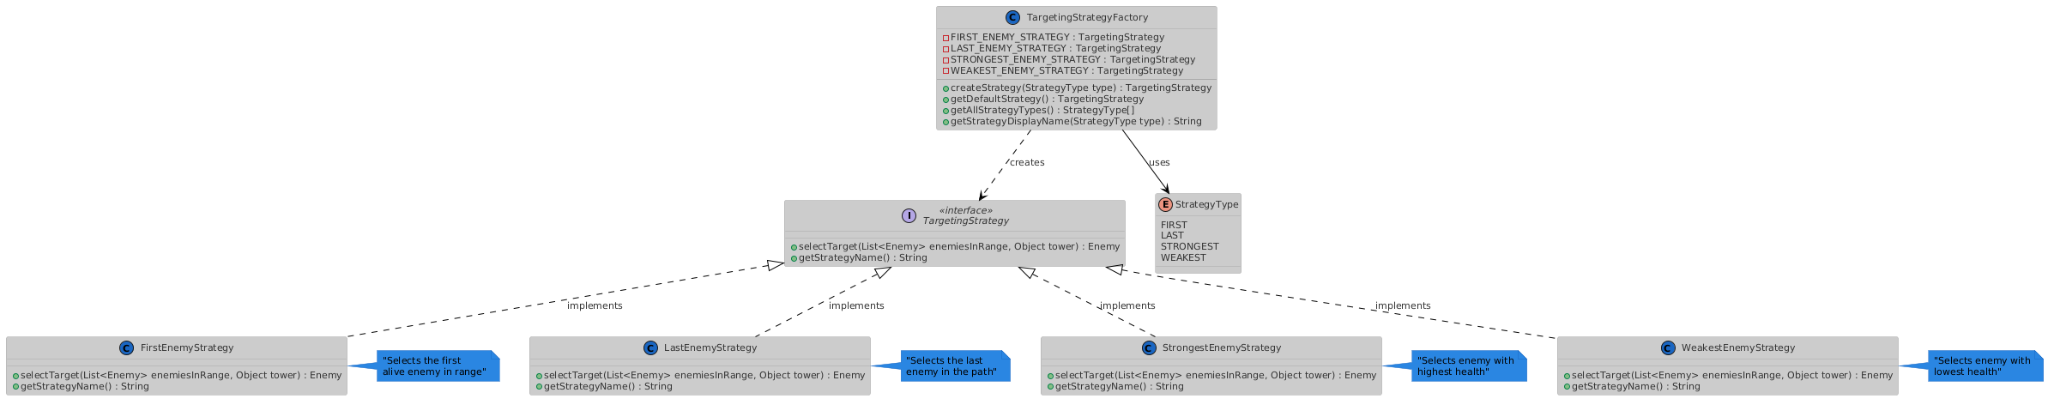 C TargetingStrategyFactory
FIRST_ENEMY_STRATEGY : TargetingStrategy
LAST_ENEMY_STRATEGY : TargetingStrategy
STRONGEST_ENEMY_STRATEGY : TargetingStrategy
WEAKEST_ENEMY_STRATEGY : TargetingStrategy
createStrategy(StrategyType type) : TargetingStrategy
getDefaultStrategy() : TargetingStrategy
getAllStrategyTypes() : StrategyType[]
getStrategyDisplayName(StrategyType type) : String
creates
uses
I «interface»
TargetingStrategy
selectTarget(List<Enemy> enemiesInRange, Object tower) : Enemy
getStrategyName() : String
E StrategyType
FIRST
LAST
STRONGEST
WEAKEST
implements
implements
implements
implements
C FirstEnemyStrategy
selectTarget(List<Enemy> enemiesInRange, Object tower) : Enemy
getStrategyName() : String
"Selects the first
alive enemy in range"
C LastEnemyStrategy
selectTarget(List<Enemy> enemiesInRange, Object tower) : Enemy
getStrategyName() : String
"Selects the last
enemy in the path"
C StrongestEnemyStrategy
selectTarget(List<Enemy> enemiesInRange, Object tower) : Enemy
getStrategyName() : String
"Selects enemy with
highest health"
C WeakestEnemyStrategy
selectTarget(List<Enemy> enemiesInRange, Object tower) : Enemy
getStrategyName() : String
"Selects enemy with
lowest health"